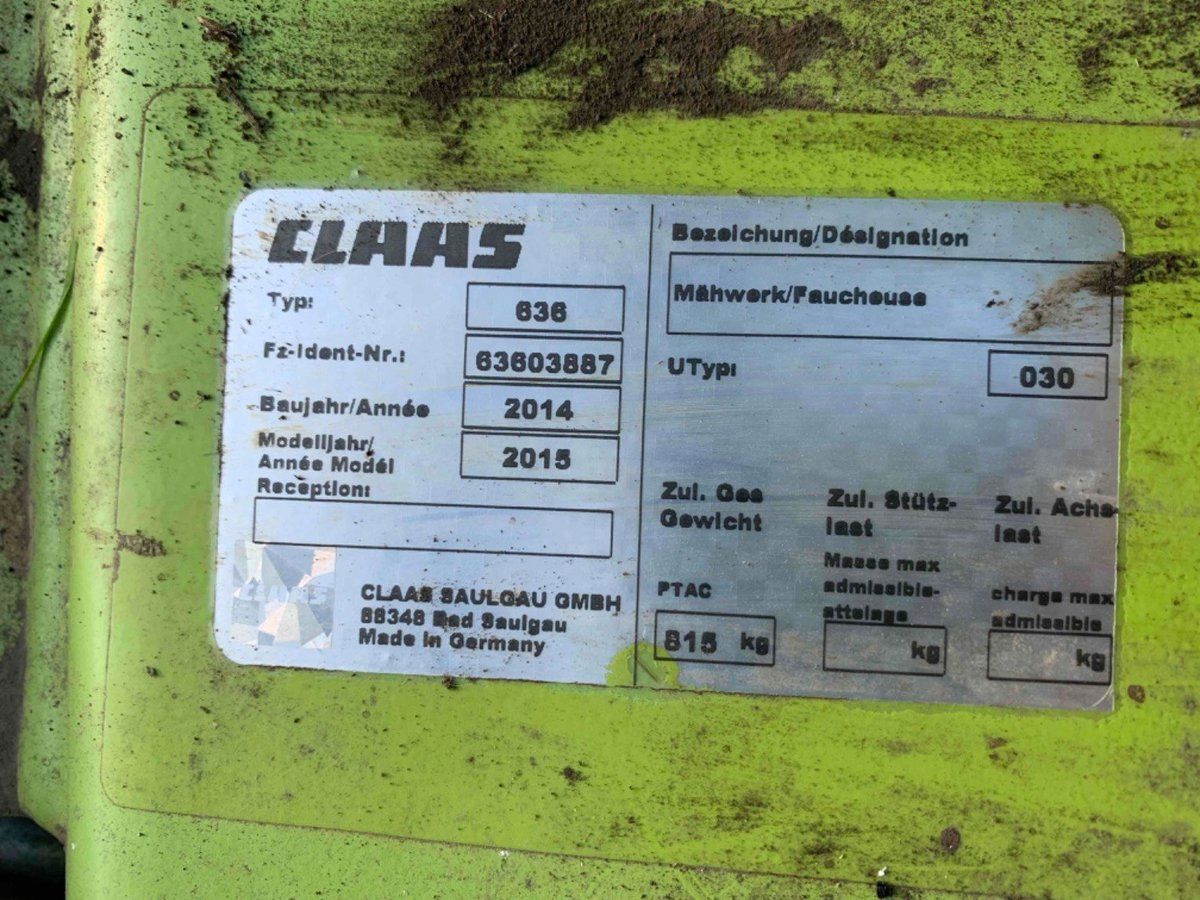 CLAAS
Typ: 636
Fz-Ident-Nr.: 63603887
Baujahr/Année 2014
Modelljahr/
Année Modél 2015
Reception:
CLAAS SAULGAU GMBH
88348 Bad Saulgau
Made in Germany
Bezeichung/Désignation
Mähwerk/Faucheuse
UTyp: 030
Zul. Ges
Gewicht
PTAC
815 kg
Zul. Stütz-
last
Masse max
admissible-
attelage
kg
Zul. Achs-
last
charge max
admissible
kg